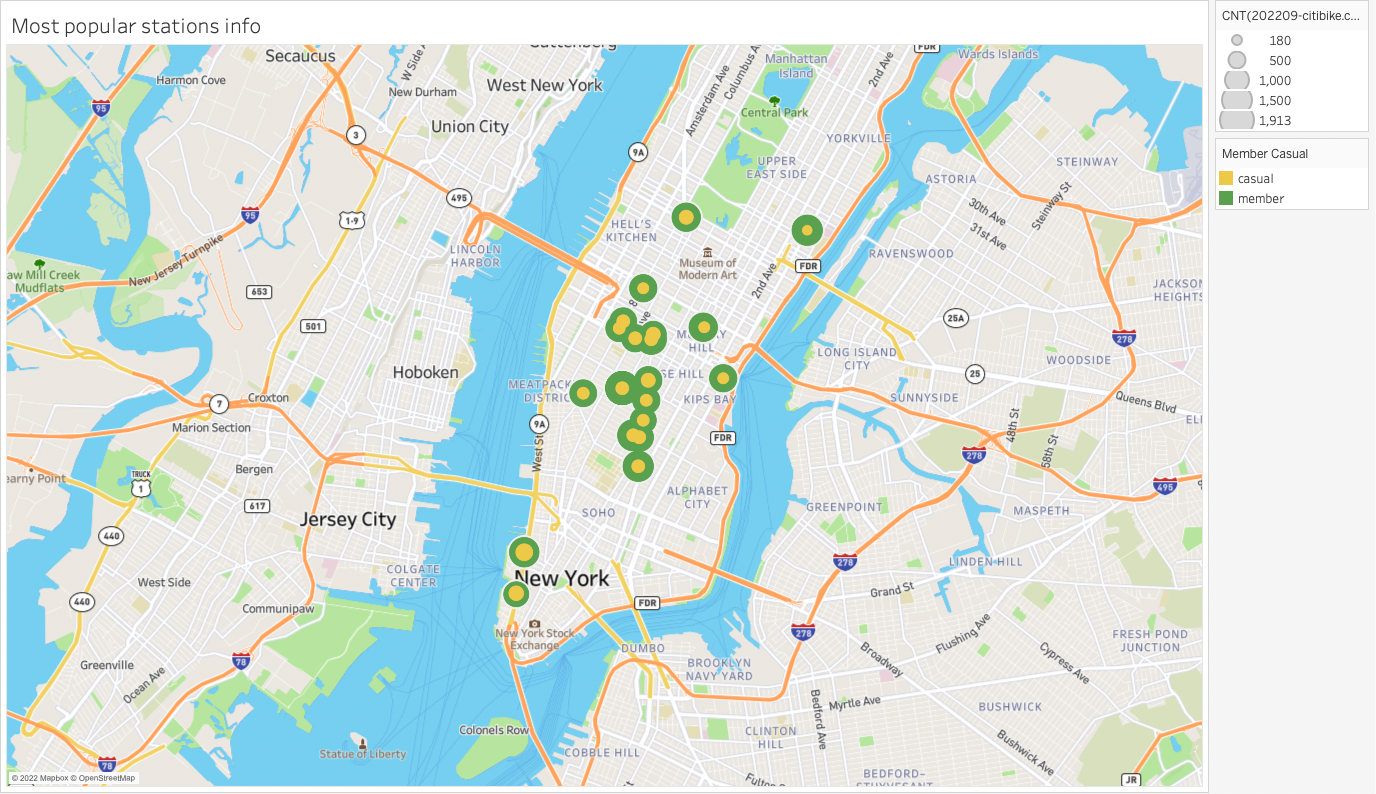 Most popular stations info
CNT(202209-citibike.c...
180
500
1,000
1,500
1,913
Member Casual
casual
member
Secaucus
Guttenberg
FDR
Wards Islands
Harmon Cove
W Side A
West New York
Columbus A
Manhattan
Island
2nd Ave
New Durham
Amsterdam Ave
95
Central Park
Union City
3
YORKVILLE
9A
UPPER
EAST SIDE
STEINWAY
ASTORIA
495
Steinway St
95
1-9
30th Ave
HELL'S
KITCHEN
31st Ave
LINCOLN
HARBOR
Museum of
Modern Art
RAVENSWOOD
New Jersey Turnpike
FDR
2nd Ave
aw Mill Creek
Mudflats
653
JACKSON
HEIGHTS
8
ve
25A
501
HILL
278
LONG ISLAND
CITY
WOODSIDE
Hoboken
SE HILL
25
MEATPACK
DISTRIC
KIPS BAY
SUNNYSIDE
Croxton
7
Queens Blvd
Marion Section
9A
48th St
ELM
FDR
West St
58th St
278
Bergen
TRUCK
1
earny Point
495
617
ALPHABET
CITY
SOHO
GREENPOINT
MASPETH
Jersey City
440
278
LINDEN HILL
COLGATE
CENTER
West Side
New York
Grand St
440
FDR
Communipaw
New York Stock
Exchange
278
Flushing Ave
FRESH POND
JUNCTION
DUMBO
Broadway
Cypress Ave
78
Greenville
BROOKLYN
NAVY YARD
Ocean Ave
Bedford Ave
Myrtle Ave
BUSHWICK
Colonels Row
CLINTON
HILL
Bushwick Ave
Statue of Liberty
COBBLE HILL
78
BEDFORD-
STUYVESANT
Fulton
JR
© 2022 Mapbox © OpenStreetMap